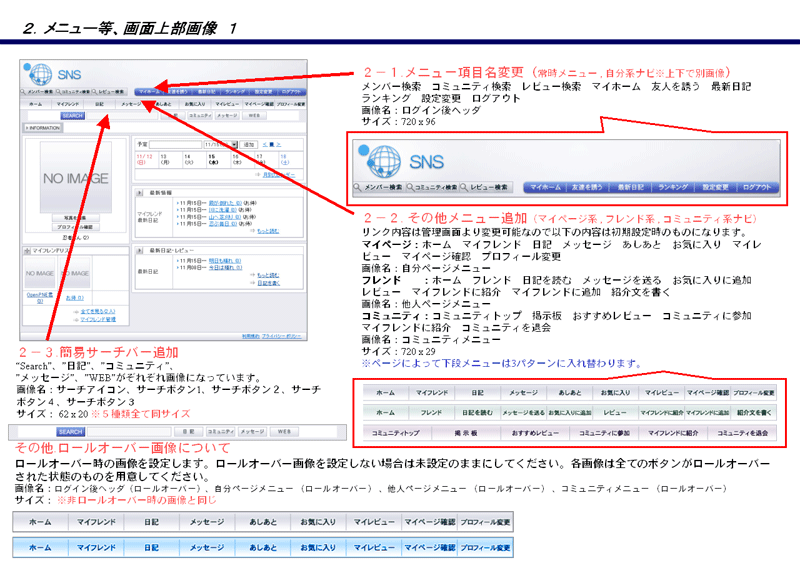 2．メニュー等、画面上部画像　1
SNS
メンバー検索 コミュニティ検索 レビュー検索
マイホーム 友達を誘う 最新日記 ランキング 設定変更 ログアウト
ホーム マイフレンド 日記 メッセージ あしあと お気に入り マイレビュー マイページ確認 プロフィール変更
SEARCH 日記 コミュニティ メッセージ WEB
INFORMATION
NO IMAGE
写真を編集
プロフィール確認
マイフレンドリスト
NO IMAGE NO IMAGE
全てを見る
マイフレンド管理
予定 追加
最新情報
マイフレンド
最新日記
もっと読む
最新日記・レビュー
最新日記
もっと読む
日記を書く
利用規約 プライバシーポリシー
２－１.メニュー項目名変更（常時メニュー，自分系ナビ※上下で別画像）
メンバー検索　コミュニティ検索　レビュー検索　マイホーム　友人を誘う　最新日記
ランキング　設定変更　ログアウト
画像名：ログイン後ヘッダ
サイズ：720 x 96
SNS
メンバー検索 コミュニティ検索 レビュー検索 マイホーム 友達を誘う 最新日記 ランキング 設定変更 ログアウト
２－２.その他メニュー追加（マイページ系，フレンド系，コミュニティ系ナビ）
リンク内容は管理画面より変更可能なので以下の内容は初期設定時のものになります。
マイページ：ホーム　マイフレンド　日記　メッセージ　あしあと　お気に入り　マイレ
ビュー　マイページ確認　プロフィール変更
画像名：自分ページメニュー
フレンド　：ホーム　フレンド　日記を読む　メッセージを送る　お気に入りに追加
レビュー　マイフレンドに紹介　マイフレンドに追加　紹介文を書く
画像名：他人ページメニュー
コミュニティ：コミュニティトップ　掲示板　おすすめレビュー　コミュニティに参加
マイフレンドに紹介　コミュニティを退会
画像名：コミュニティメニュー
サイズ：720 x 29
※ページによって下段メニューは3パターンに入れ替わります。
ホーム マイフレンド 日記 メッセージ あしあと お気に入り マイレビュー マイページ確認 プロフィール変更
ホーム フレンド 日記を読む メッセージを送る お気に入りに追加 レビュー マイフレンドに紹介 マイフレンドに追加 紹介文を書く
コミュニティトップ 掲示板 おすすめレビュー コミュニティに参加 マイフレンドに紹介 コミュニティを退会
２－３.簡易サーチバー追加
“Search”、“日記”、“コミュニティ”、
“メッセージ”、“WEB”がそれぞれ画像になっています。
画像名：サーチアイコン、サーチボタン1、サーチボタン２、サーチ
ボタン４、サーチボタン３
サイズ： 62 x 20 ※５種類全て同サイズ
SEARCH 日記 コミュニティ メッセージ WEB
その他.ロールオーバー画像について
ロールオーバー時の画像を設定します。ロールオーバー画像を設定しない場合は未設定のままにしてください。各画像は全てのボタンがロールオーバー
された状態のものを用意してください。
画像名：ログイン後ヘッダ（ロールオーバー）、自分ページメニュー（ロールオーバー）、他人ページメニュー（ロールオーバー）、コミュニティメニュー（ロールオーバー）
サイズ： ※非ロールオーバー時の画像と同じ
ホーム マイフレンド 日記 メッセージ あしあと お気に入り マイレビュー マイページ確認 プロフィール変更
ホーム マイフレンド 日記 メッセージ あしあと お気に入り マイレビュー マイページ確認 プロフィール変更